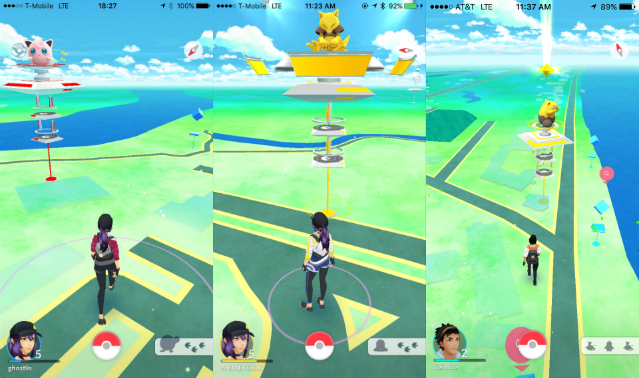 T-Mobile LTE 18:27 100%
5
ghostlin
T-Mobile LTE 11:23 AM 92%
5
AT&T LTE 11:37 AM 89%
2